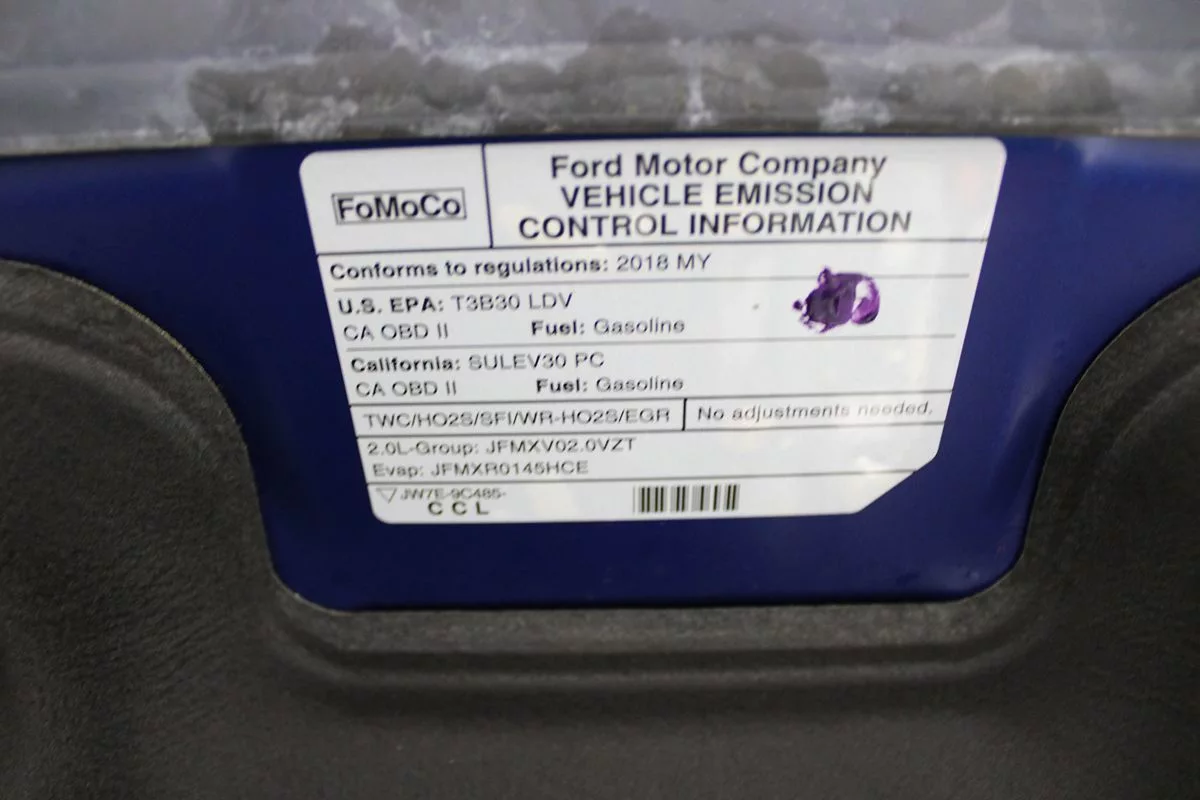 FoMoCo
Ford Motor Company
VEHICLE EMISSION
CONTROL INFORMATION
Conforms to regulations: 2018 MY
U.S. EPA: T3B30 LDV
CA OBD II Fuel: Gasoline
California: SULEV30 PC
CA OBD II Fuel: Gasoline
TWC/HO2S/SFI/WR-HO2S/EGR No adjustments needed.
2.0L-Group: JFMXV02.0VZT
Evap: JFMXR0145HCE
JW7E-9C485-
CCL